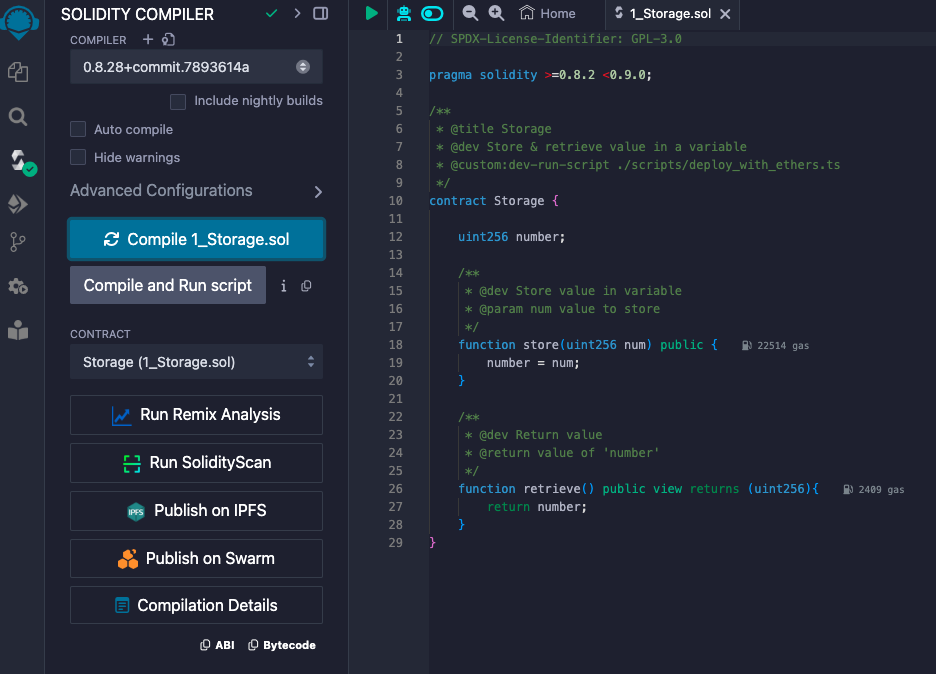 SOLIDITY COMPILER
COMPILER
0.8.28+commit.7893614a
Include nightly builds
Auto compile
Hide warnings
Advanced Configurations
Compile 1_Storage.sol
Compile and Run script
i
CONTRACT
Storage (1_Storage.sol)
Run Remix Analysis
Run SolidityScan
IPFS
Publish on IPFS
Publish on Swarm
Compilation Details
ABI
Bytecode
Home
1_Storage.sol
1 // SPDX-License-Identifier: GPL-3.0
2
3 pragma solidity >=0.8.2 <0.9.0;
4
5 /**
6  * @title Storage
7  * @dev Store & retrieve value in a variable
8  * @custom:dev-run-script ./scripts/deploy_with_ethers.ts
9  */
10 contract Storage {
11
12     uint256 number;
13
14     /**
15      * @dev Store value in variable
16      * @param num value to store
17      */
18     function store(uint256 num) public { 22514 gas
19         number = num;
20     }
21
22     /**
23      * @dev Return value
24      * @return value of 'number'
25      */
26     function retrieve() public view returns (uint256){ 2409 gas
27         return number;
28     }
29 }